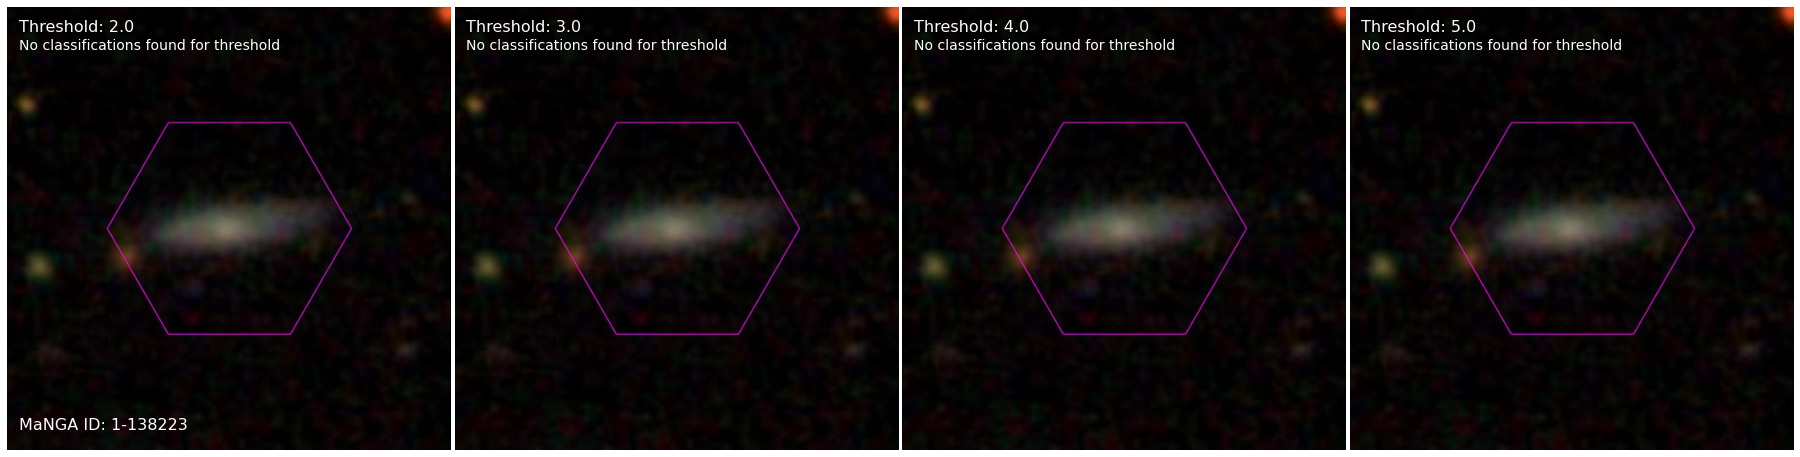 Threshold: 2.0
No classifications found for threshold
MaNGA ID: 1-138223
Threshold: 3.0
No classifications found for threshold
Threshold: 4.0
No classifications found for threshold
Threshold: 5.0
No classifications found for threshold